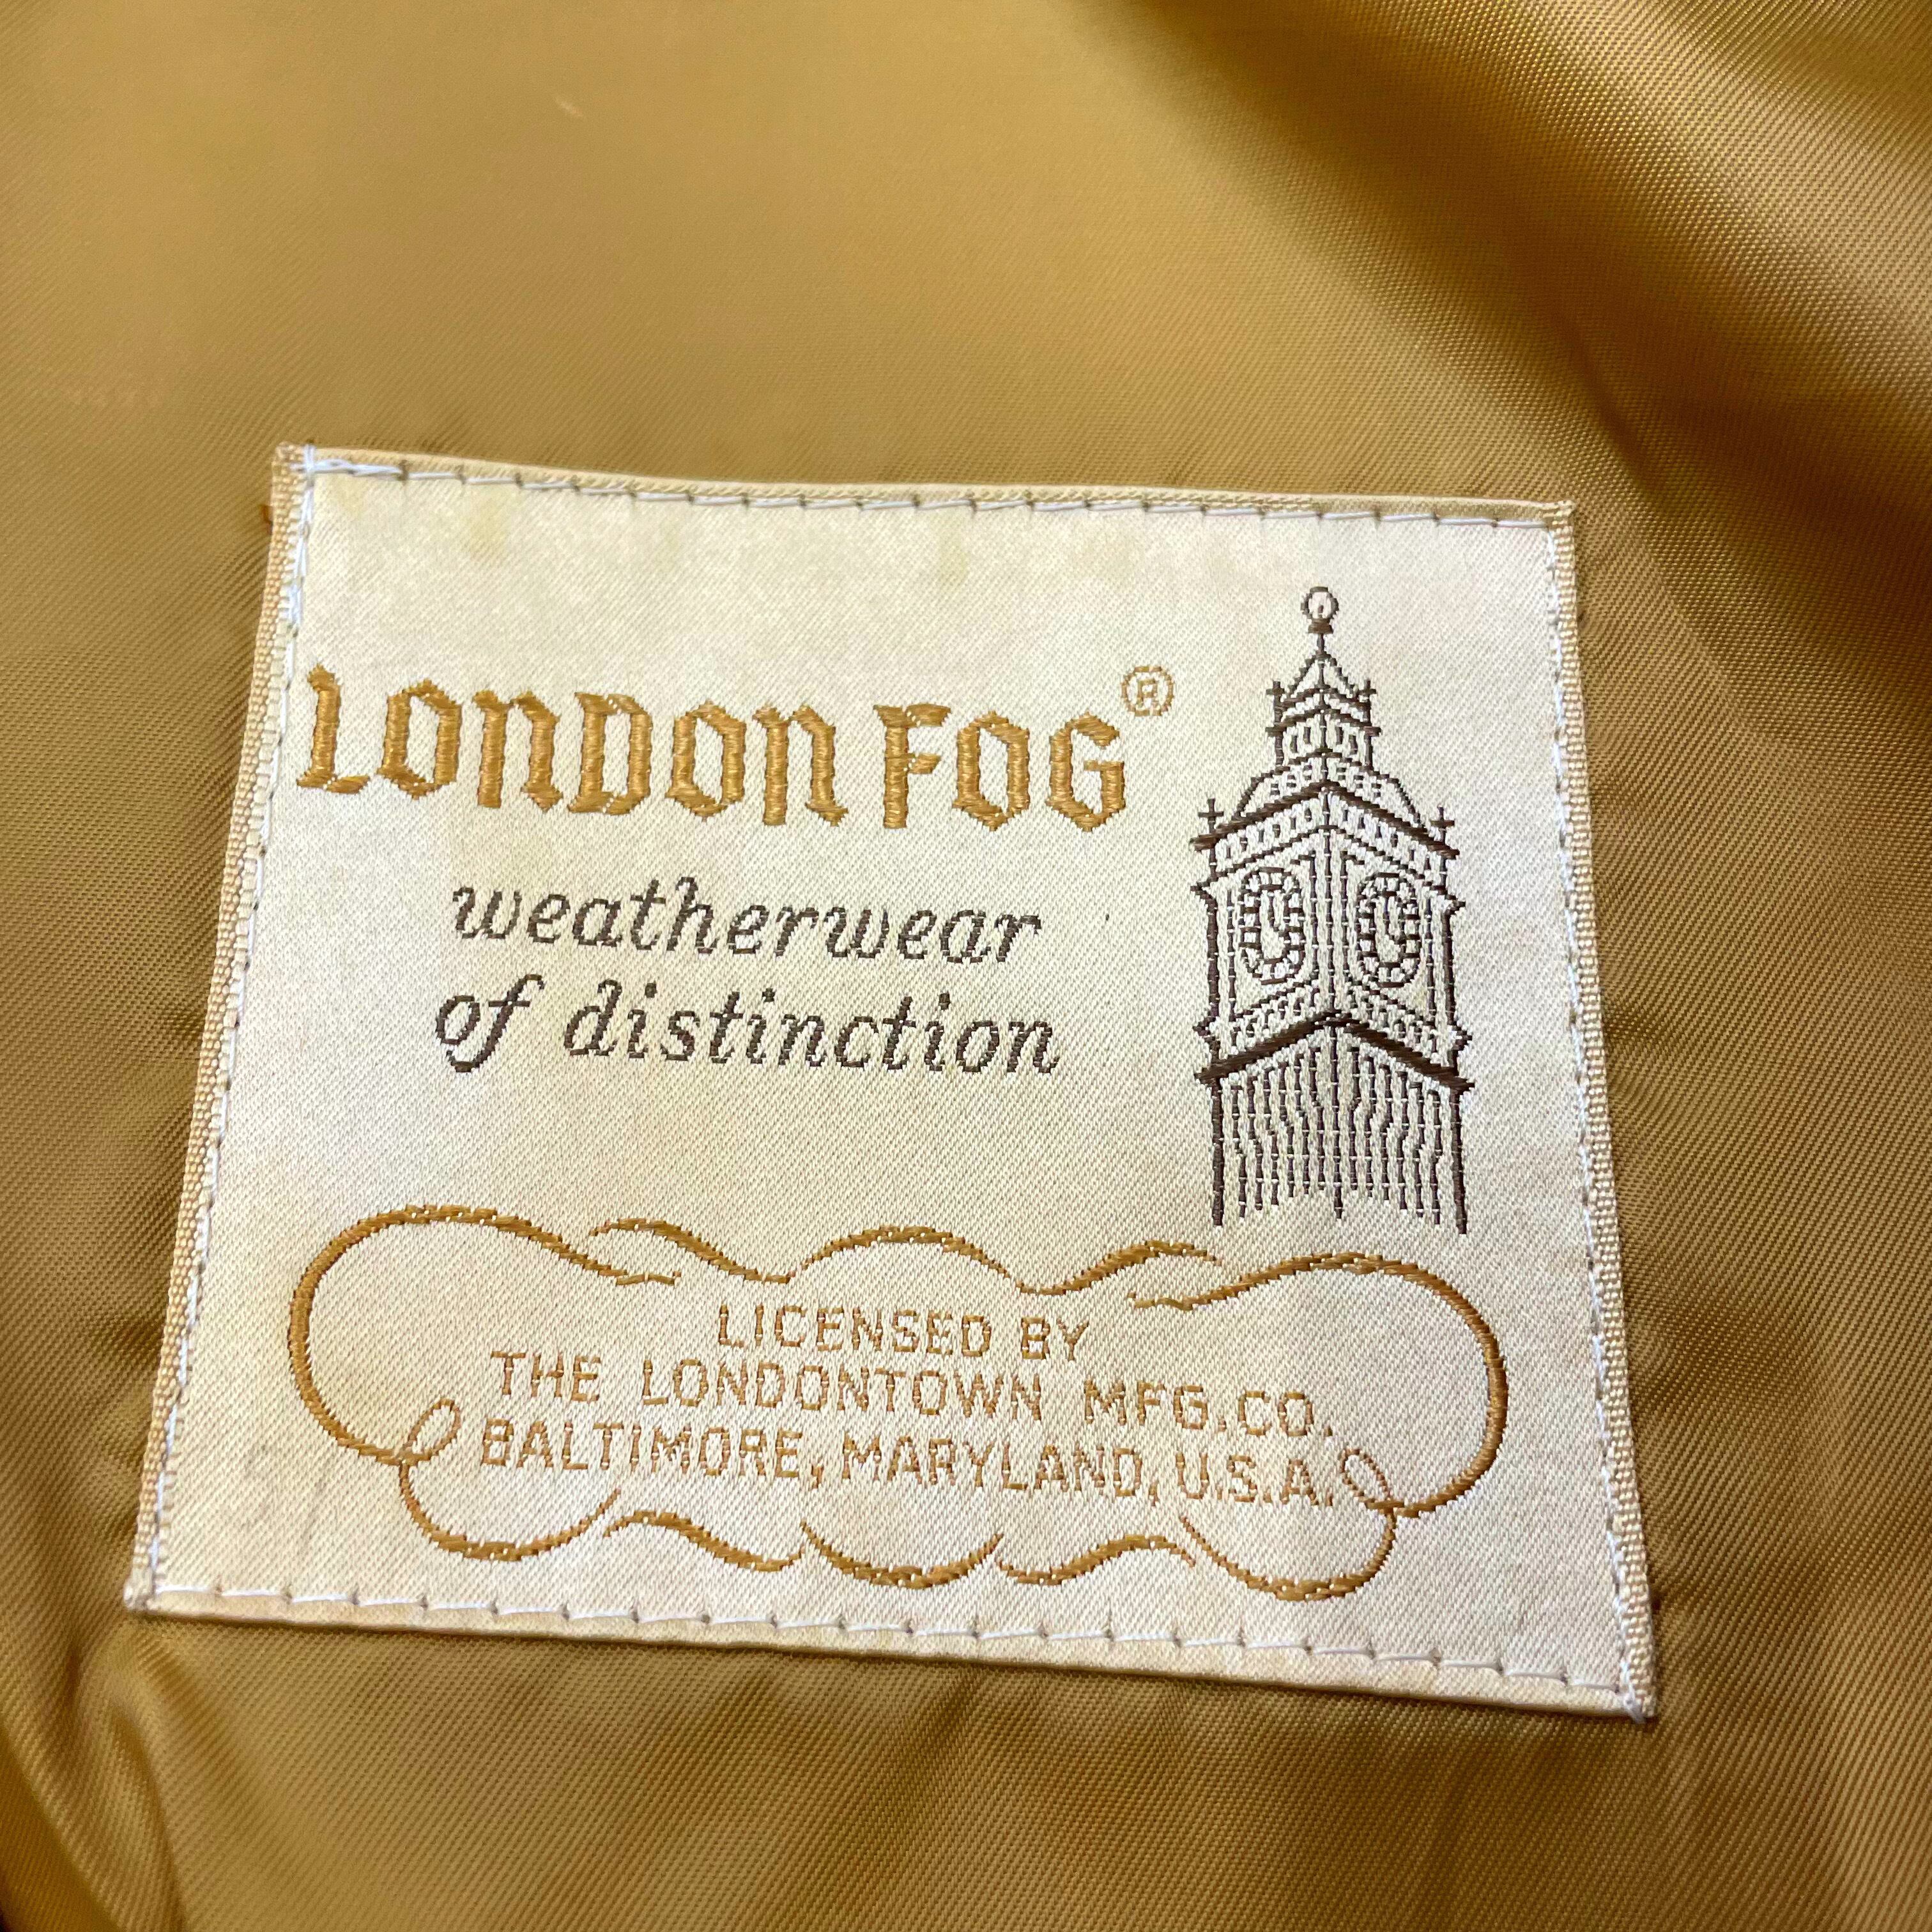 LONDON FOG®
weatherwear
of distinction
LICENSED BY
THE LONDONTOWN MFG. CO.
BALTIMORE, MARYLAND, U.S.A.